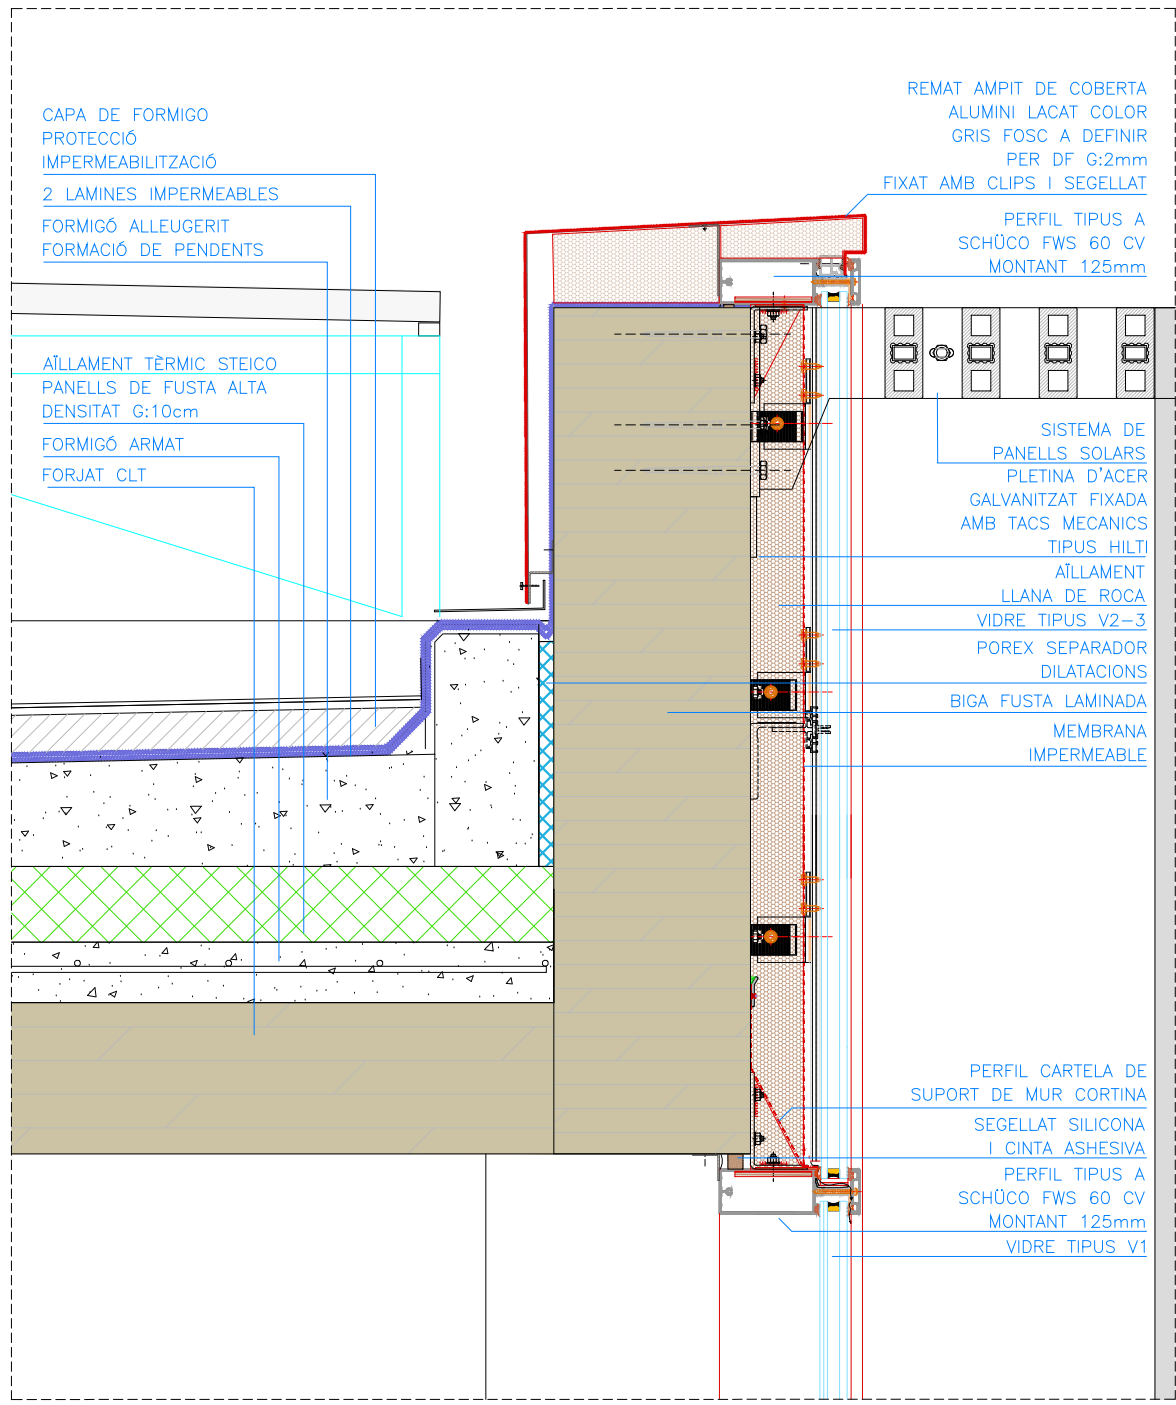 CAPA DE FORMIGO
PROTECCIÓ
IMPERMEABILITZACIÓ
2 LAMINES IMPERMEABLES
FORMIGÓ ALLEUGERIT
FORMACIÓ DE PENDENTS
AÏLLAMENT TÈRMIC STEICO
PANELLS DE FUSTA ALTA
DENSITAT G:10cm
FORMIGÓ ARMAT
FORJAT CLT
REMAT AMPIT DE COBERTA
ALUMINI LACAT COLOR
GRIS FOSC A DEFINIR
PER DF G:2mm
FIXAT AMB CLIPS I SEGELLAT
PERFIL TIPUS A
SCHÜCO FWS 60 CV
MONTANT 125mm
SISTEMA DE
PANELLS SOLARS
PLETINA D'ACER
GALVANITZAT FIXADA
AMB TACS MECANICS
TIPUS HILTI
AÏLLAMENT
LLANA DE ROCA
VIDRE TIPUS V2-3
POREX SEPARADOR
DILATACIONS
BIGA FUSTA LAMINADA
MEMBRANA
IMPERMEABLE
PERFIL CARTELA DE
SUPORT DE MUR CORTINA
SEGELLAT SILICONA
I CINTA ASHESIVA
PERFIL TIPUS A
SCHÜCO FWS 60 CV
MONTANT 125mm
VIDRE TIPUS V1